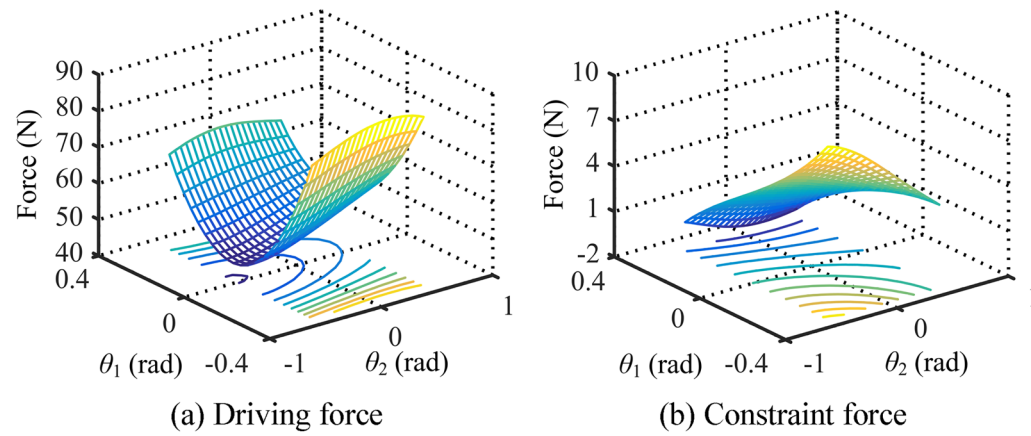 Force (N)
90
80
70
60
50
40
0.4
0
-0.4
θ1 (rad)
-1
0
1
θ2 (rad)
(a) Driving force
Force (N)
10
7
4
1
-2
0.4
0
-0.4
θ1 (rad)
-1
0
θ2 (rad)
(b) Constraint force